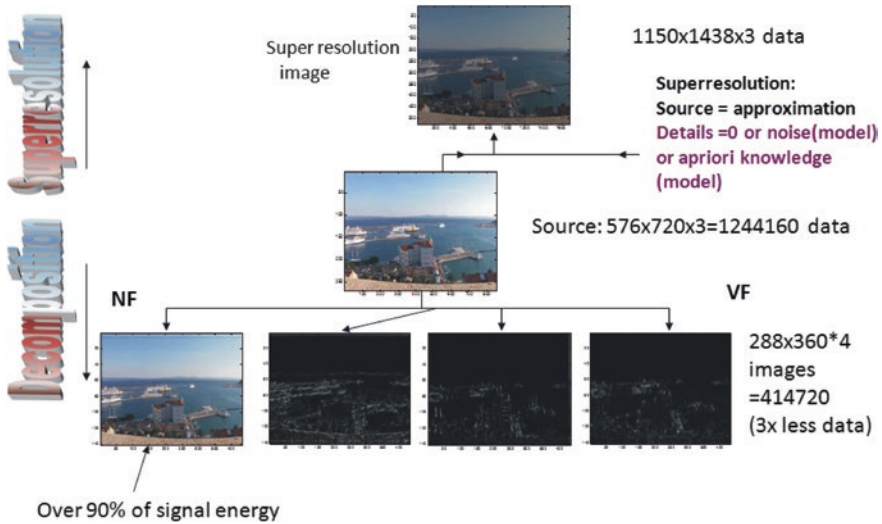 Superresolution
Super resolution
image
1150x1438x3 data
Superresolution:
Source = approximation
Details =0 or noise(model)
or apriori knowledge
(model)
Source: 576x720x3=1244160 data
Decomposition
NF
VF
288x360*4
images
=414720
(3x less data)
Over 90% of signal energy